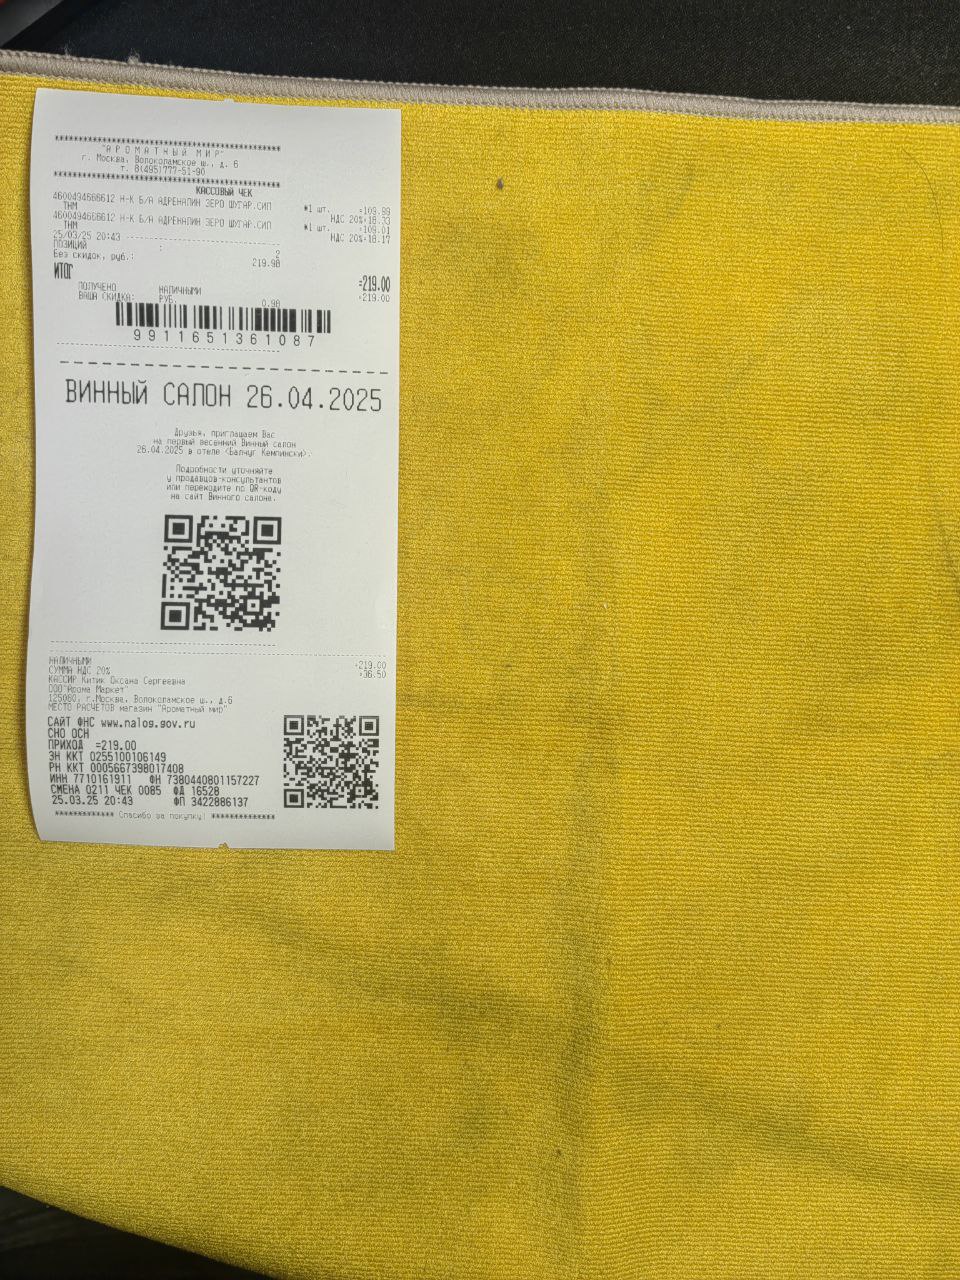 ****************************************
"АРОМАТНЫЙ МИР"
г. Москва, Волоколамское ш., д. 6
т. 8(495)777-51-90
****************************************
КАССОВЫЙ ЧЕК
4600494666612 Н-К Б/А АДРЕНАЛИН ЗЕРО ШУГАР.СИП *1 шт. =109.99
ТНМ НДС 20%=18.33
4600494666612 Н-К Б/А АДРЕНАЛИН ЗЕРО ШУГАР.СИП *1 шт. =109.01
ТНМ НДС 20%=18.17
25/03/25 20:43
ПОЗИЦИЙ : 2
Без скидок, руб.: 219.98
ИТОГ =219.00
ПОЛУЧЕНО НАЛИЧНЫМИ =219.00
ВАША СКИДКА: РУБ. 0.98
9911651361087
ВИННЫЙ САЛОН 26.04.2025
Друзья, приглашаем Вас
на первый весенний Винный салон
26.04.2025 в отеле <Балчуг Кемпински>.
Подробности уточняйте
у продавцов-консультантов
или переходите по QR-коду
на сайт Винного салона.
НАЛИЧНЫМИ =219.00
СУММА НДС 20% =36.50
КАССИР Китик Оксана Сергеевна
ООО"Арома Маркет"
125080, г.Москва, Волоколамское ш., д.6
МЕСТО РАСЧЕТОВ магазин "Ароматный мир"
САЙТ ФНС www.nalog.gov.ru
СНО ОСН
ПРИХОД =219.00
ЗН ККТ 0255100106149
РН ККТ 0005667398017408
ИНН 7710161911 ФН 7380440801157227
СМЕНА 0211 ЧЕК 0085 ФД 16528
25.03.25 20:43 ФП 3422886137
************* Спасибо за покупку! **************